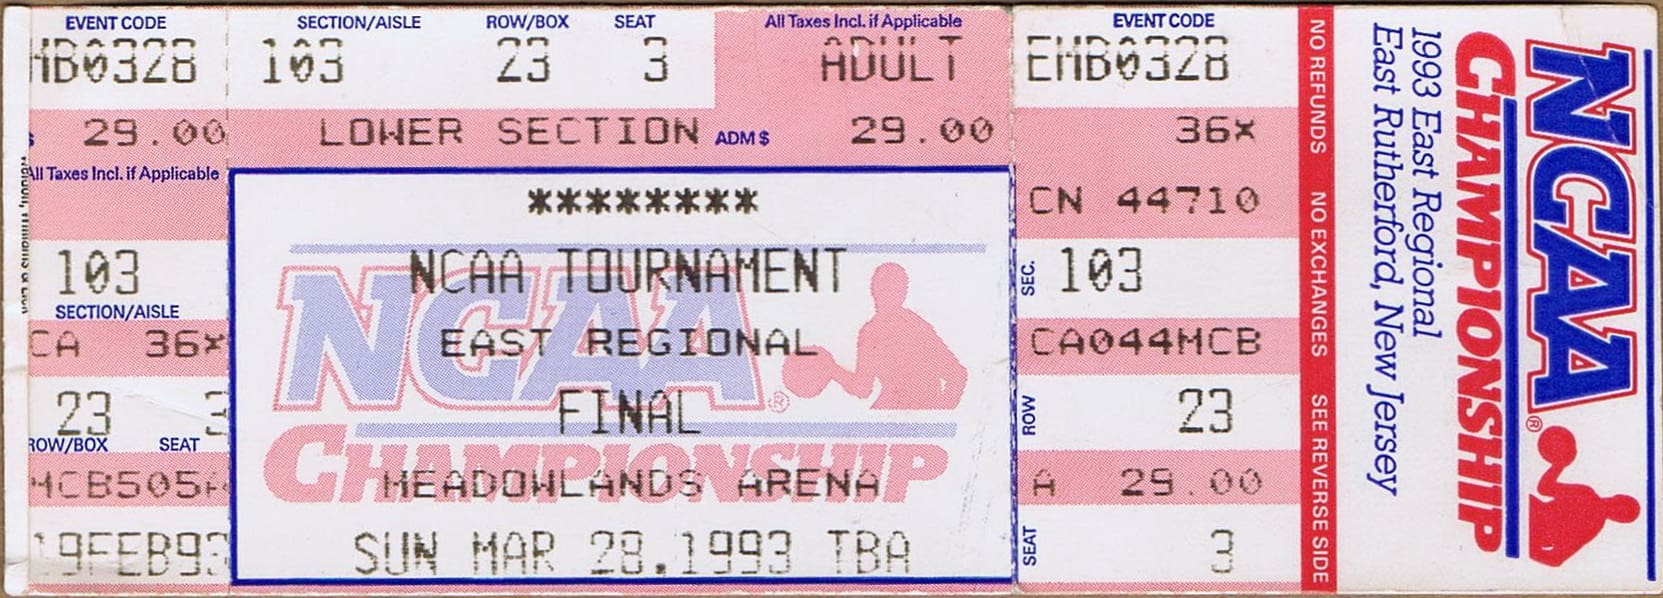 EVENT CODE SECTION/AISLE ROW/BOX SEAT All Taxes Incl. if Applicable EVENT CODE
MB0328 103 23 3 ADULT EMB0328
$ 29.00 LOWER SECTION ADM $ 29.00 36X
All Taxes Incl. if Applicable
********
CN 44710
NCAA TOURNAMENT
103
SECTION/AISLE
SEC. 103
NCAA
EAST REGIONAL
CA 36X
CA044MCB
®
FINAL
23 3
ROW/BOX SEAT
ROW 23
CHAMPIONSHIP
MEADOWLANDS ARENA
MCB505A
A 29.00
SUN MAR 28,1993 TBA
19FEB93
SEAT 3
NO REFUNDS NO EXCHANGES SEE REVERSE SIDE
NCAA®
CHAMPIONSHIP
1993 East Regional
East Rutherford, New Jersey